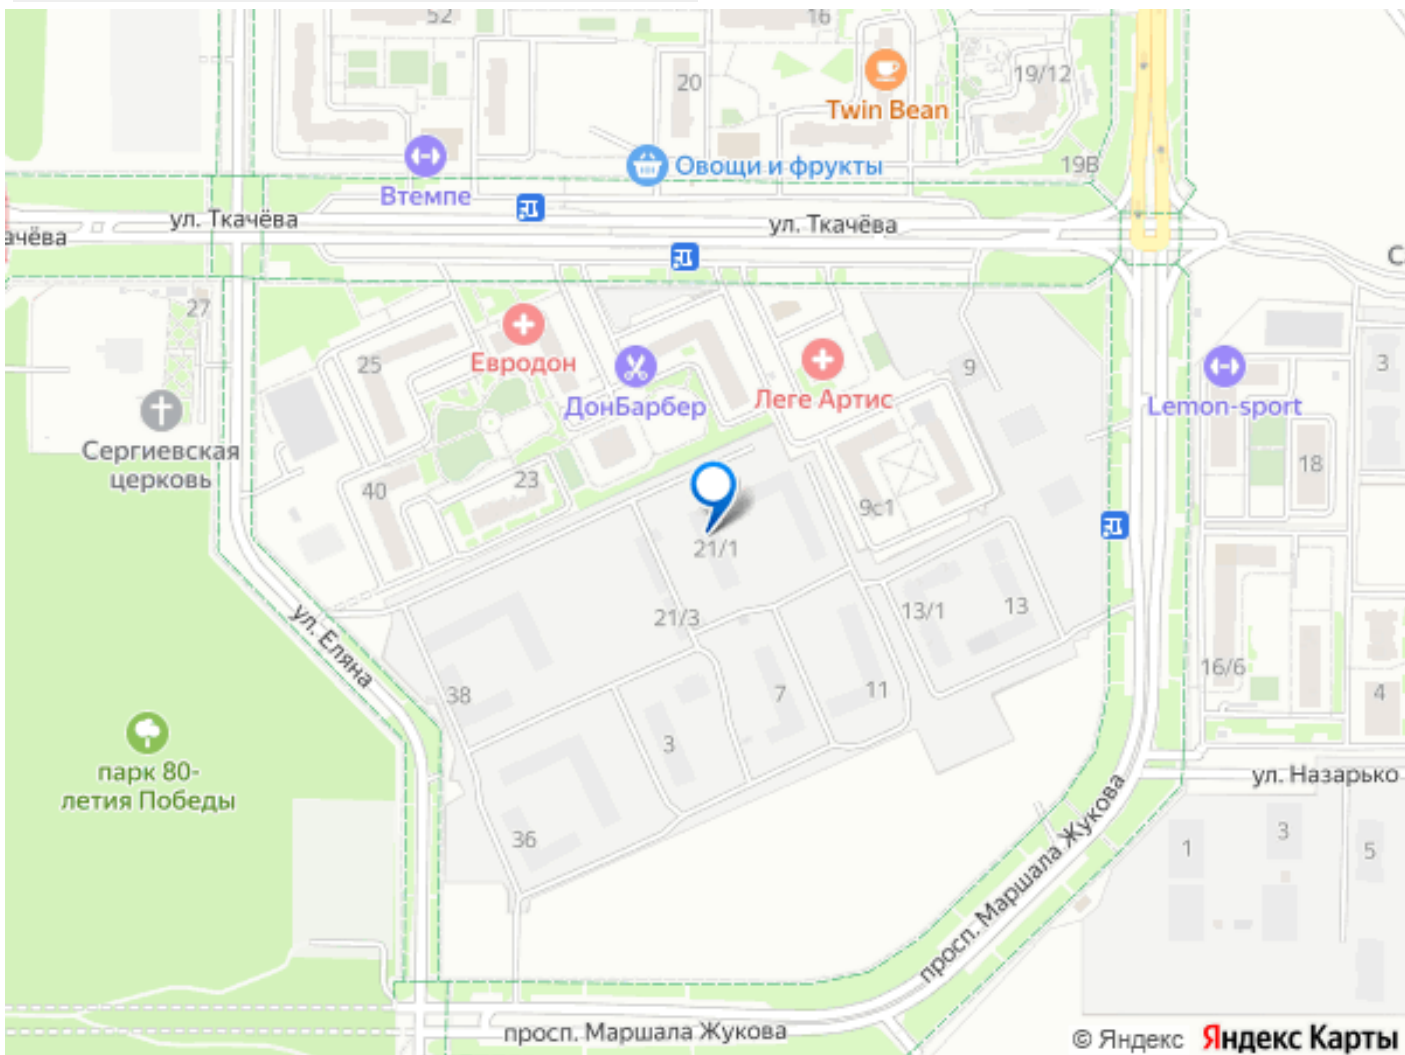 52
16
20
19/12
Twin Bean
19В
Овощи и фрукты
Втемпе
ул. Ткачёва
ул. Ткачёва
ачёва
С
27
25
Евродон
ДонБарбер
Леге Артис
9
3
Lemon-sport
Сергиевская
церковь
40
23
9с1
18
21/1
ул. Еляна
21/3
13/1
13
38
7
11
16/6
4
3
парк 80-
летия Победы
36
ул. Назарько
1
3
5
просп. Маршала Жукова
просп. Маршала Жукова
© Яндекс Яндекс Карты